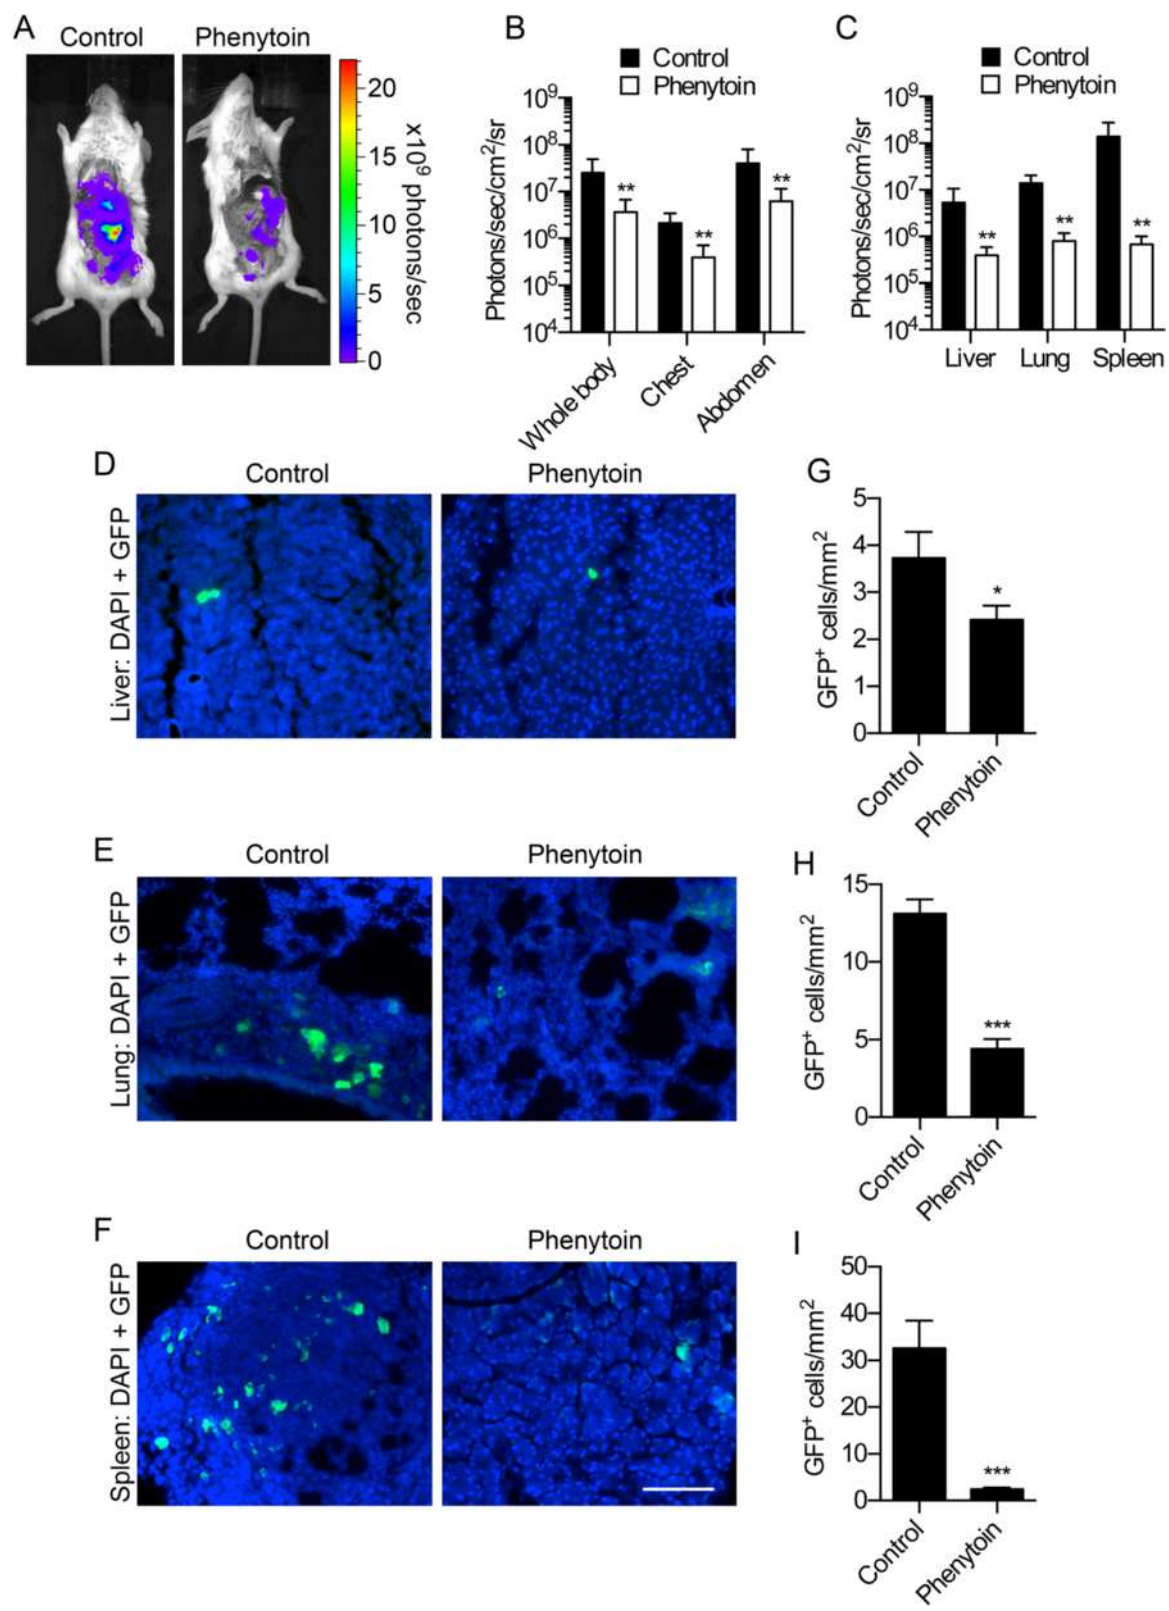 A
Control
Phenytoin
20
15
10
5
0
x10⁹ photons/sec
B
Control
Phenytoin
Photons/sec/cm²/sr
10⁹
10⁸
10⁷
10⁶
10⁵
10⁴
**
**
**
Whole body
Chest
Abdomen
C
Control
Phenytoin
Photons/sec/cm²/sr
10⁹
10⁸
10⁷
10⁶
10⁵
10⁴
**
**
**
Liver
Lung
Spleen
D
Control
Phenytoin
Liver: DAPI + GFP
G
GFP⁺ cells/mm²
5
4
3
2
1
0
*
Control
Phenytoin
E
Control
Phenytoin
Lung: DAPI + GFP
H
GFP⁺ cells/mm²
15
10
5
0
***
Control
Phenytoin
F
Control
Phenytoin
Spleen: DAPI + GFP
I
GFP⁺ cells/mm²
50
40
30
20
10
0
***
Control
Phenytoin